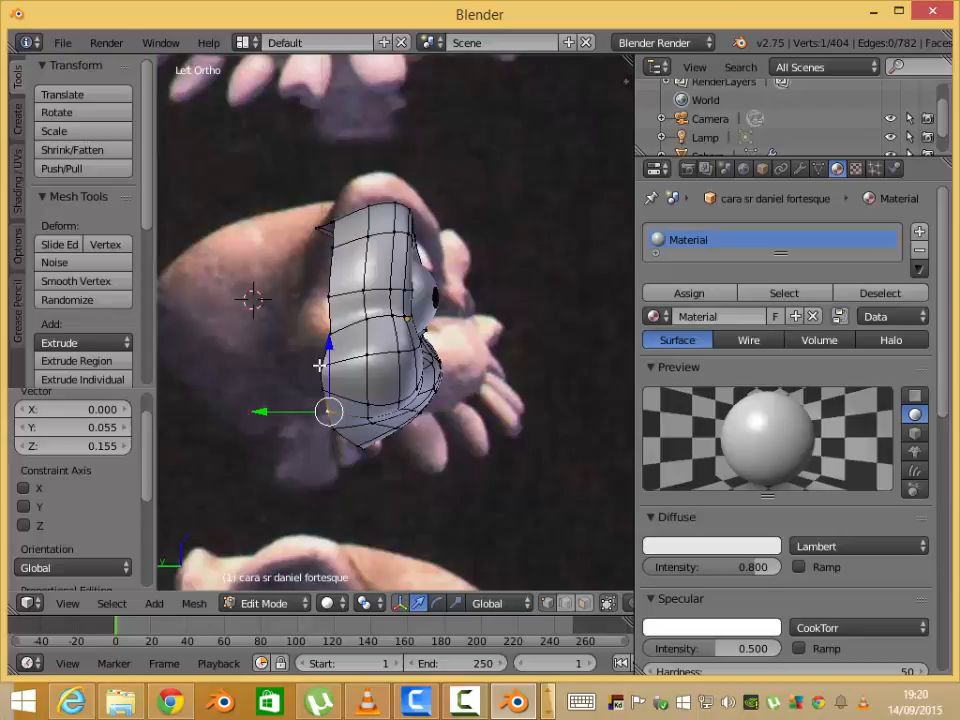 Blender
File Render Window Help Default Scene Blender Render v2.75 | Verts:1/404 | Edges:0/782 | Faces
Transform
Translate
Rotate
Scale
Shrink/Fatten
Push/Pull
Mesh Tools
Deform:
Slide Ed Vertex
Noise
Smooth Vertex
Randomize
Add:
Extrude
Extrude Region
Extrude Individual
Vector
X: 0.000
Y: 0.055
Z: 0.155
Constraint Axis
X
Y
Z
Orientation
Global
Tools
Create
Shading / UVs
Options
Grease Pencil
Left Ortho
(1) cara sr daniel fortesque
View Select Add Mesh Edit Mode Global
-40 -20 0 20 40 60 80 100 120 140 160 180 200 220 240 260
View Marker Frame Playback Start: 1 End: 250 1
View Search All Scenes
RenderLayers
World
Camera
Lamp
cara sr daniel fortesque Material
Material
Assign Select Deselect
Material F Data
Surface Wire Volume Halo
Preview
Diffuse
Lambert
Intensity: 0.800 Ramp
Specular
CookTorr
Intensity: 0.500 Ramp
Hardness: 50
19:20
14/09/2015